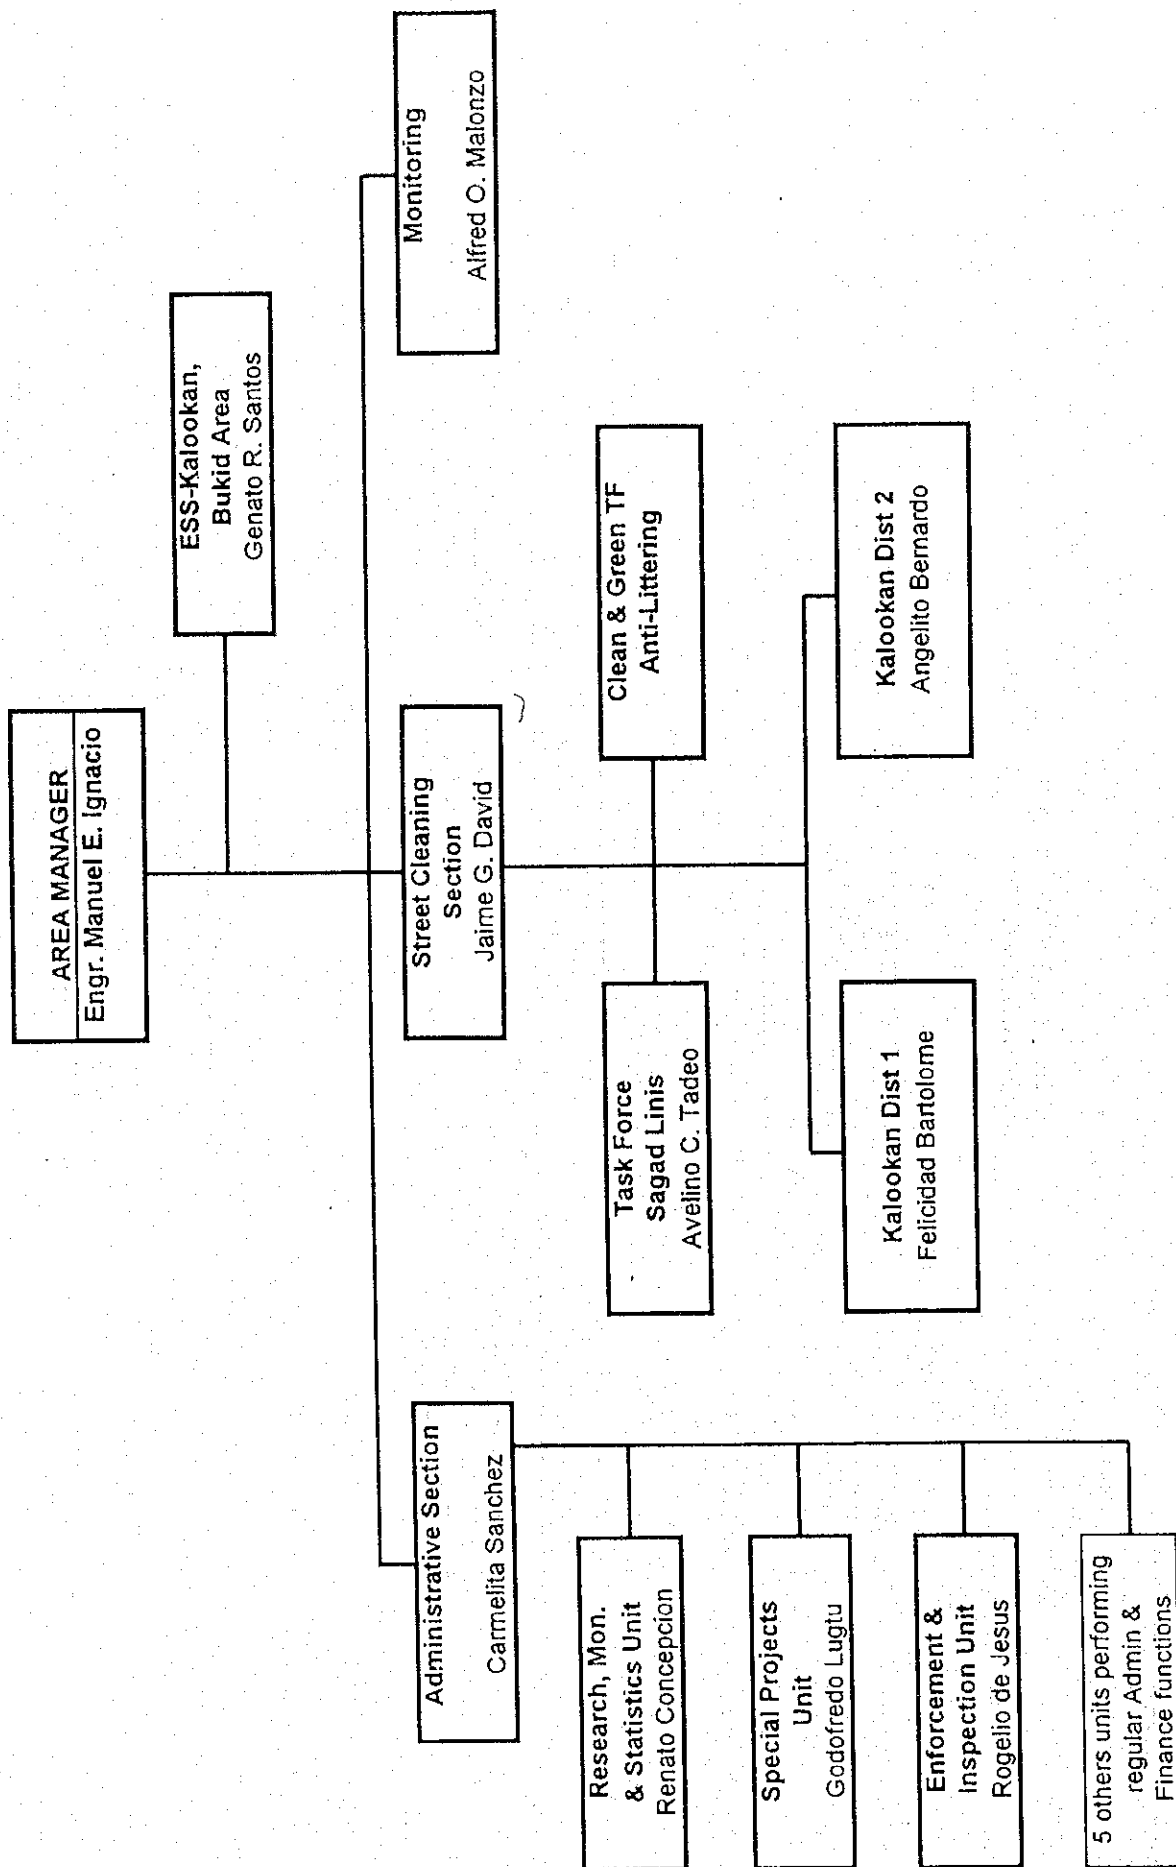 AREA MANAGER
Engr. Manuel E. Ignacio
ESS-Kalookan,
Bukid Area
Genato R. Santos
Administrative Section
Carmelita Sanchez
Street Cleaning
Section
Jaime G. David
Monitoring
Alfred O. Malonzo
Research, Mon.
& Statistics Unit
Renato Concepcion
Special Projects
Unit
Godofredo Lugtu
Enforcement &
Inspection Unit
Rogelio de Jesus
5 others units performing
regular Admin &
Finance functions
Task Force
Sagad Linis
Avelino C. Tadeo
Clean & Green TF
Anti-Littering
Kalookan Dist 1
Felicidad Bartolome
Kalookan Dist 2
Angelito Bernardo